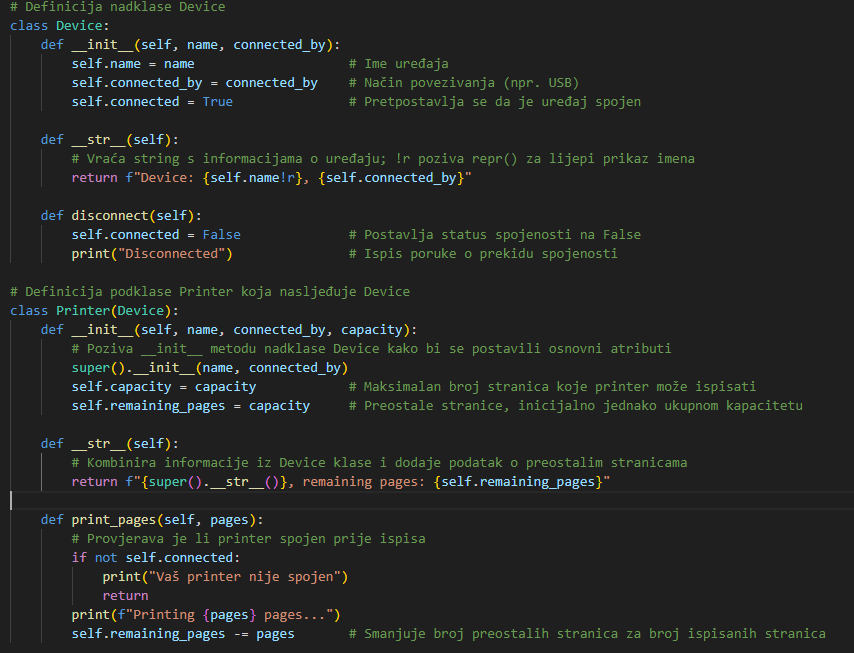 # Definicija nadklase Device
class Device:
    def __init__(self, name, connected_by):
        self.name = name                    # Ime uređaja
        self.connected_by = connected_by    # Način povezivanja (npr. USB)
        self.connected = True               # Pretpostavlja se da je uređaj spojen

    def __str__(self):
        # Vraća string s informacijama o uređaju; !r poziva repr() za lijepi prikaz imena
        return f"Device: {self.name!r}, {self.connected_by}"

    def disconnect(self):
        self.connected = False              # Postavlja status spojenosti na False
        print("Disconnected")               # Ispis poruke o prekidu spojenosti

# Definicija podklase Printer koja nasljeđuje Device
class Printer(Device):
    def __init__(self, name, connected_by, capacity):
        # Poziva __init__ metodu nadklase Device kako bi se postavili osnovni atributi
        super().__init__(name, connected_by)
        self.capacity = capacity            # Maksimalan broj stranica koje printer može ispisati
        self.remaining_pages = capacity     # Preostale stranice, inicijalno jednako ukupnom kapacitetu

    def __str__(self):
        # Kombinira informacije iz Device klase i dodaje podatak o preostalim stranicama
        return f"{super().__str__()}, remaining pages: {self.remaining_pages}"

    def print_pages(self, pages):
        # Provjerava je li printer spojen prije ispisa
        if not self.connected:
            print("Vaš printer nije spojen")
            return
        print(f"Printing {pages} pages...")
        self.remaining_pages -= pages       # Smanjuje broj preostalih stranica za broj ispisanih stranica